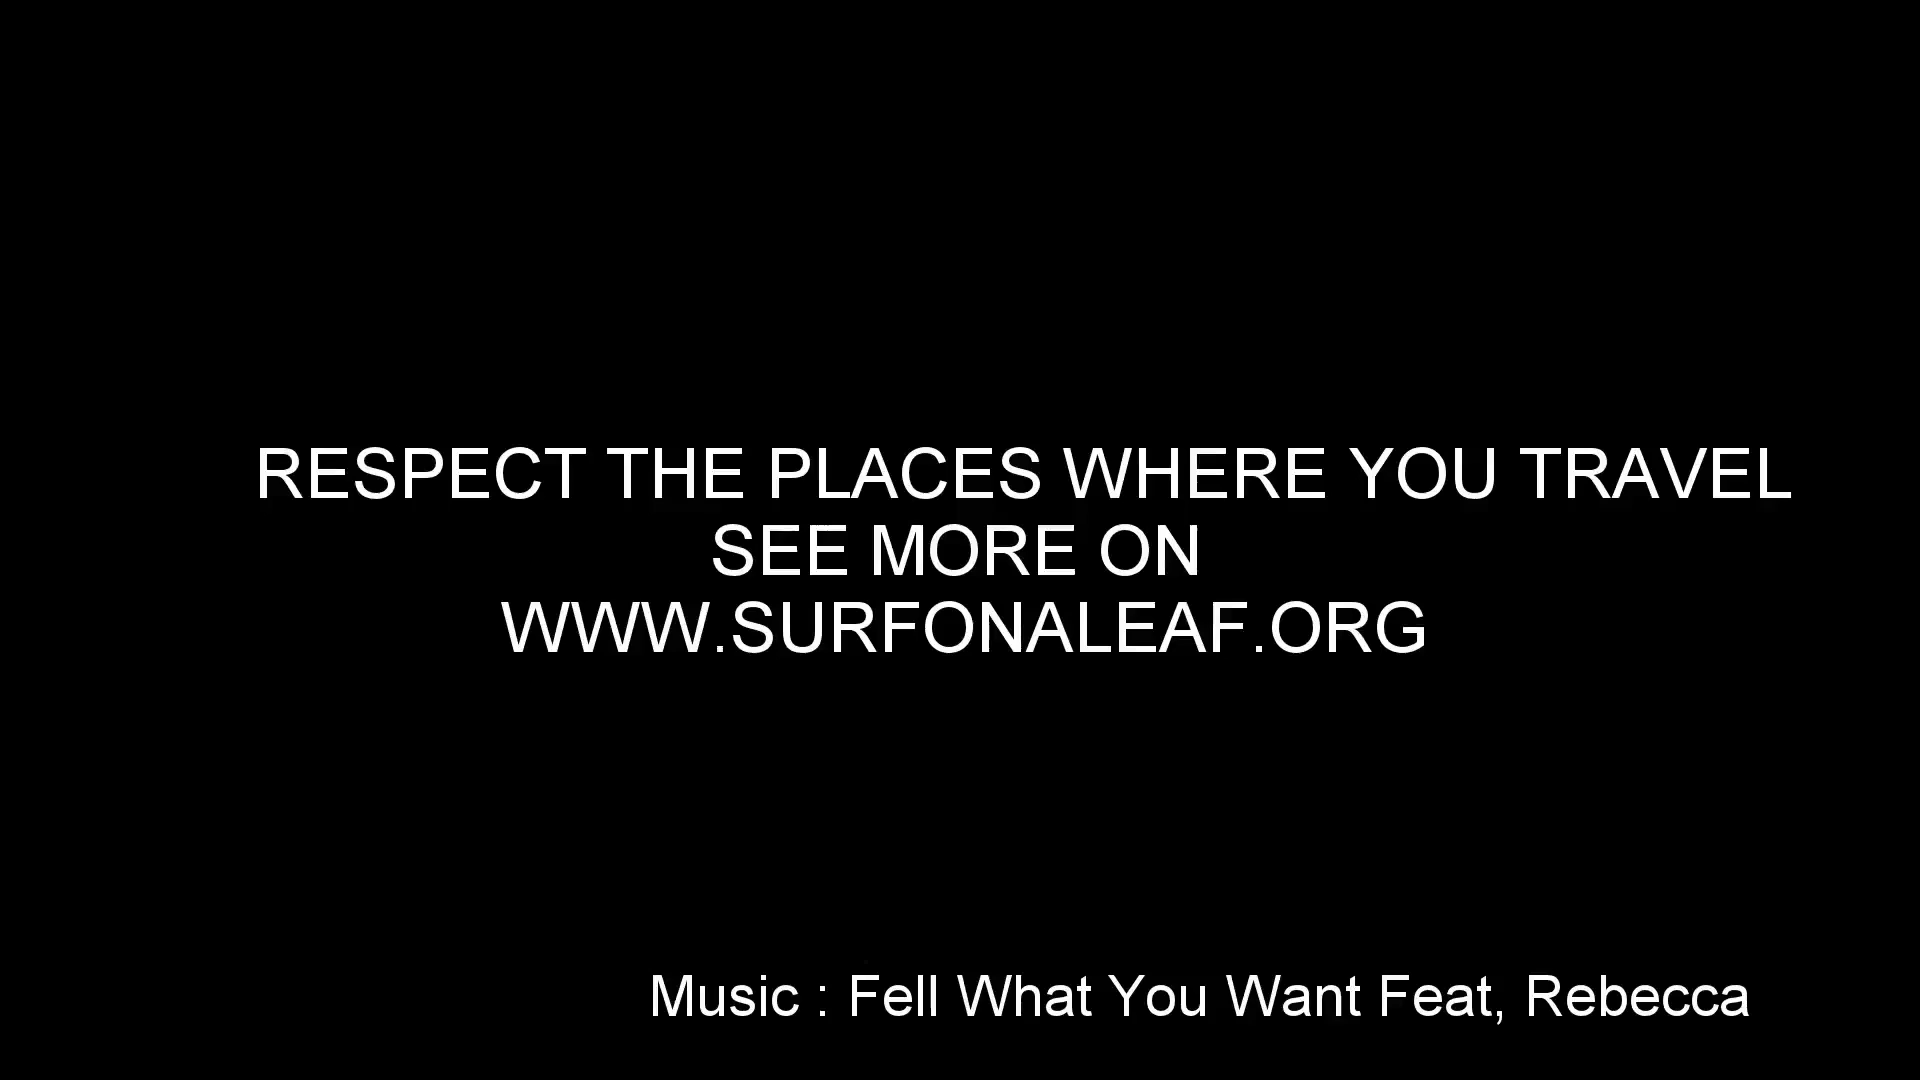 RESPECT THE PLACES WHERE YOU TRAVEL
SEE MORE ON
WWW.SURFONALEAF.ORG
Music : Fell What You Want Feat, Rebecca